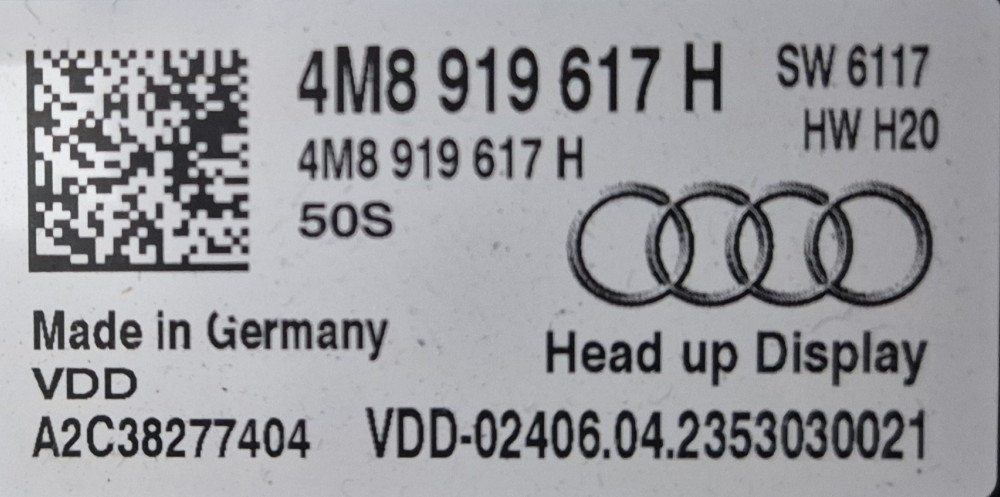 4M8 919 617 H SW 6117
HW H20
4M8 919 617 H
50S
Made in Germany
Head up Display
VDD
A2C38277404 VDD-02406.04.2353030021